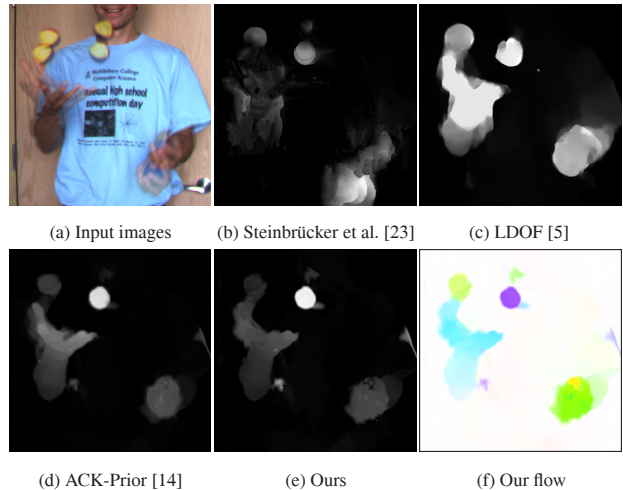 Middlebury College
Computer Science
annual high school
computition day
(a) Input images
(b) Steinbrücker et al. [23]
(c) LDOF [5]
(d) ACK-Prior [14]
(e) Ours
(f) Our flow